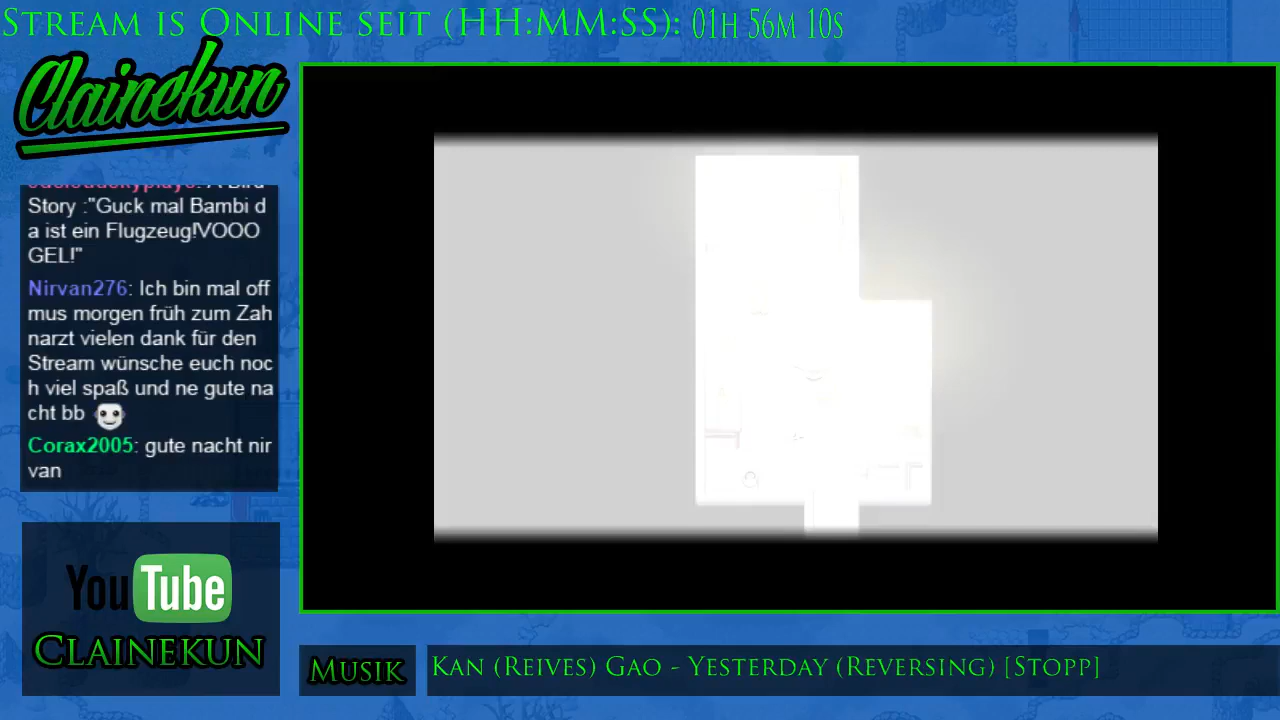 Stream is Online seit (HH:MM:SS): 01h 56m 10s
Clainekun
Story :"Guck mal Bambi d
a ist ein Flugzeug!VOOO
GEL!"
Nirvan276: Ich bin mal off
mus morgen früh zum Zah
narzt vielen dank für den
Stream wünsche euch noc
h viel spaß und ne gute na
cht bb
Corax2005: gute nacht nir
van
YouTube
Clainekun
Musik
Kan (Reives) Gao - Yesterday (Reversing) [Stopp]